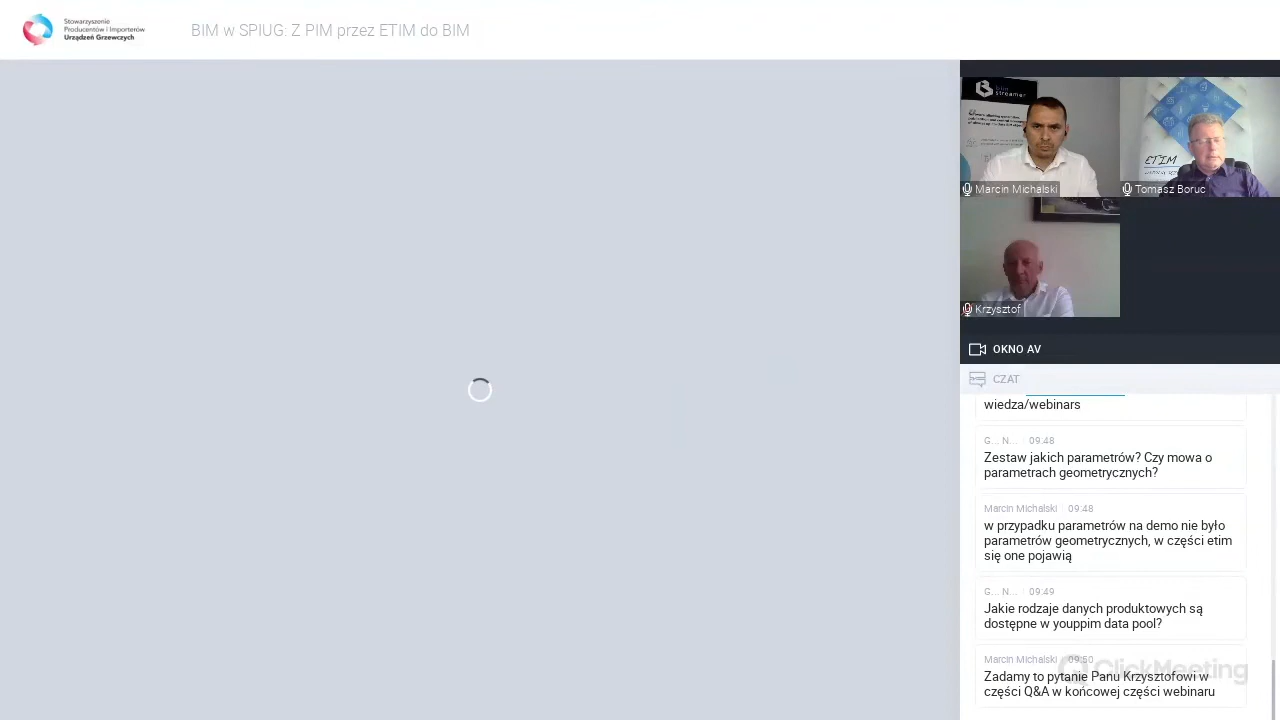 Stowarzyszenie
Producentów i Importerów
Urządzeń Grzewczych
BIM w SPIUG: Z PIM przez ETIM do BIM
bim
streamer
ETIM
Marcin Michalski
Tomasz Boruc
Krzysztof
OKNO AV
CZAT
wiedza/webinars
G... N... 09:48
Zestaw jakich parametrów? Czy mowa o
parametrach geometrycznych?
Marcin Michalski 09:48
w przypadku parametrów na demo nie było
parametrów geometrycznych, w części etim
się one pojawią
G... N... 09:49
Jakie rodzaje danych produktowych są
dostępne w youppim data pool?
Marcin Michalski 09:50
Zadamy to pytanie Panu Krzysztofowi w
części Q&A w końcowej części webinaru
ClickMeeting